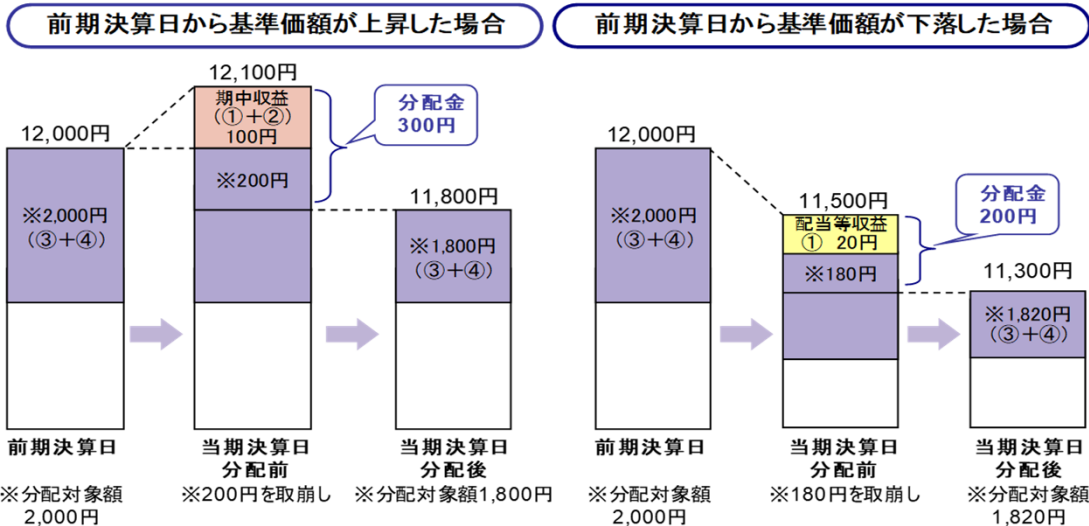 前期決算日から基準価額が上昇した場合
12,100円
期中収益
(①+②)
100円
分配金
300円
12,000円
※200円
※2,000円
(③+④)
11,800円
※1,800円
(③+④)
前期決算日
当期決算日
分配前
当期決算日
分配後
※分配対象額
2,000円
※200円を取崩し
※分配対象額1,800円
前期決算日から基準価額が下落した場合
12,000円
※2,000円
(③+④)
11,500円
配当等収益
① 20円
※180円
分配金
200円
11,300円
※1,820円
(③+④)
前期決算日
当期決算日
分配前
当期決算日
分配後
※分配対象額
2,000円
※180円を取崩し
※分配対象額
1,820円